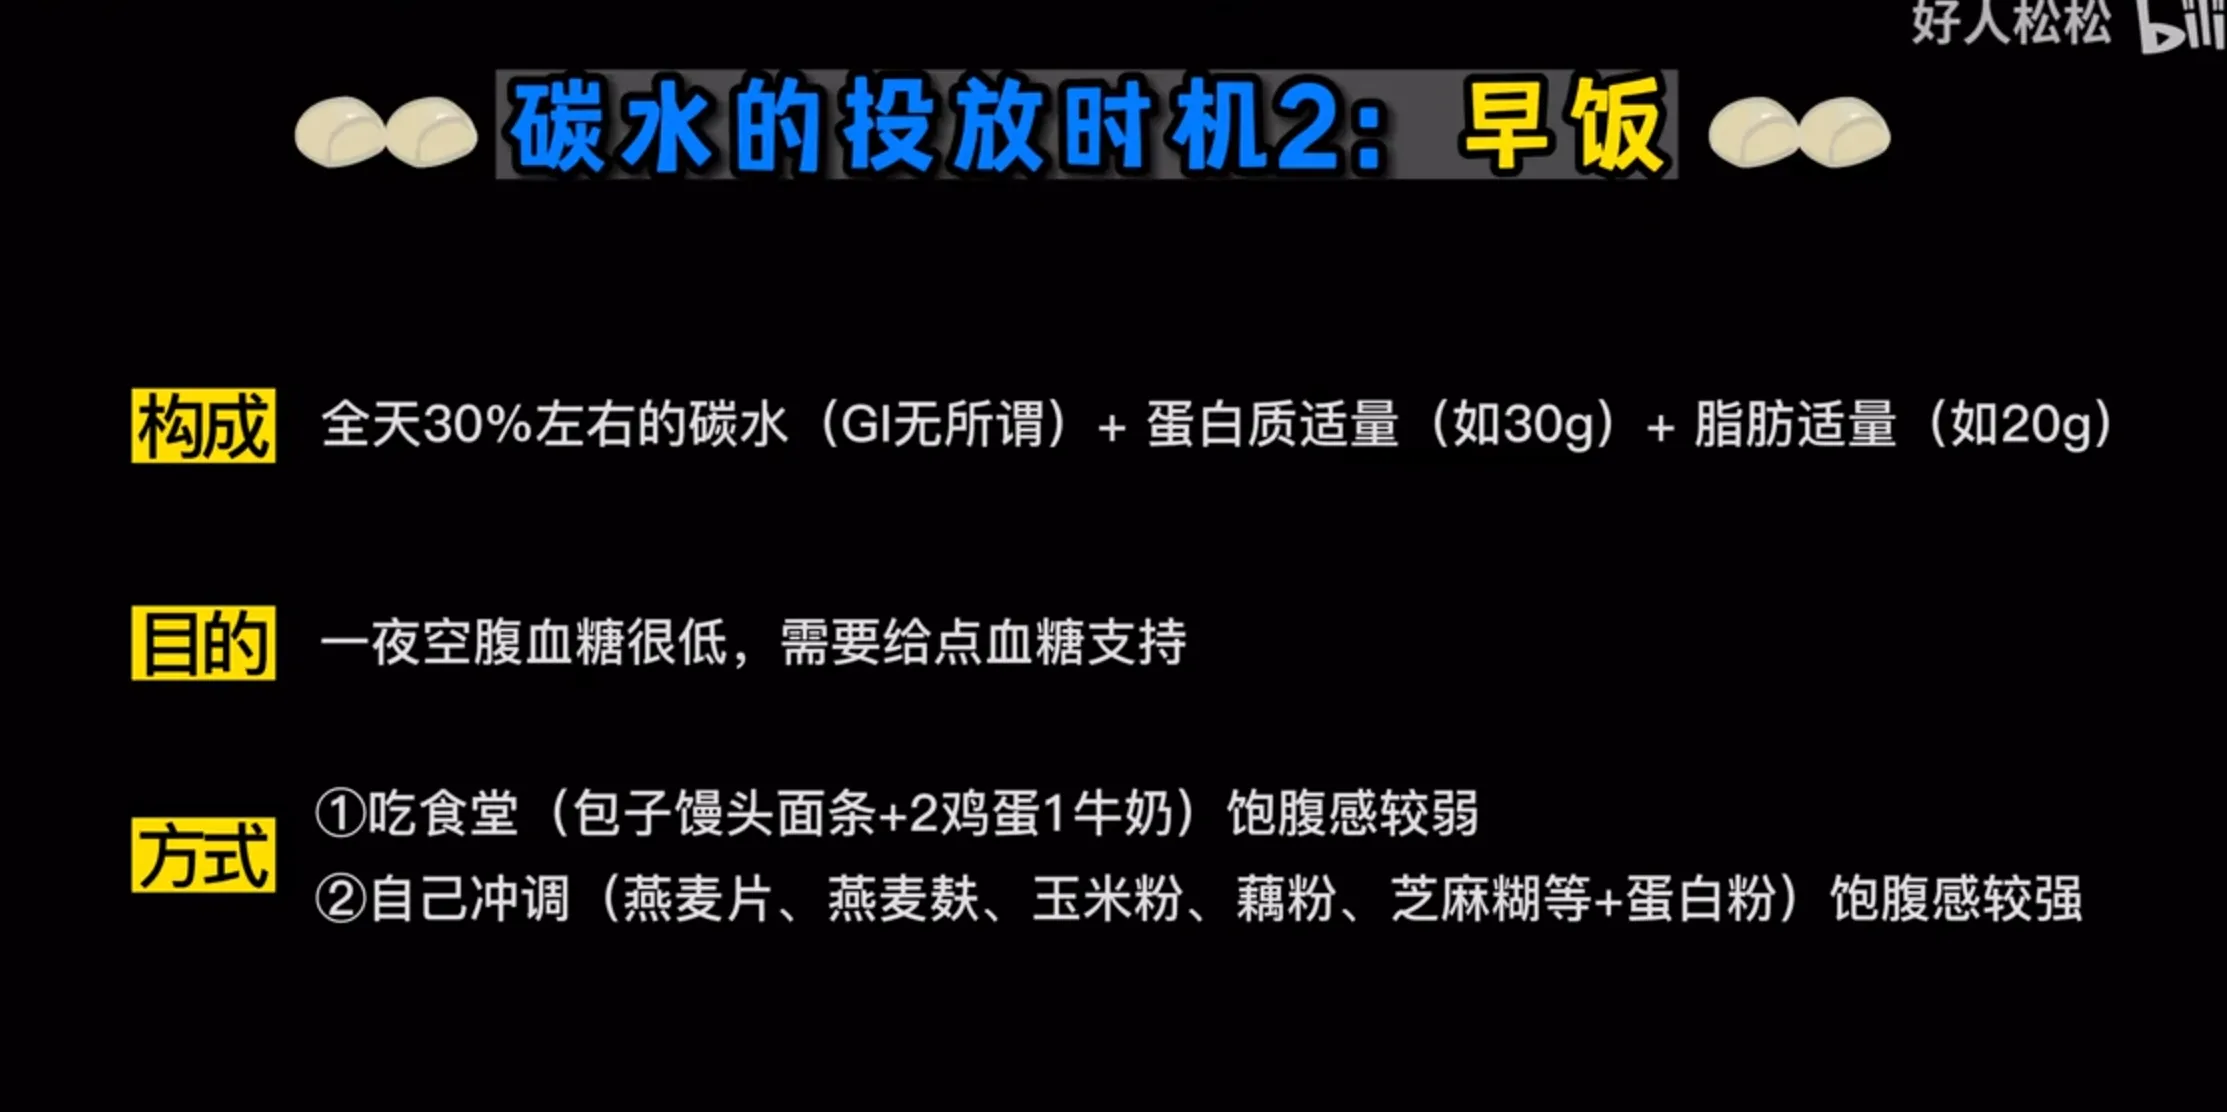 好人松松 bili
碳水的投放时机2：早饭
构成 全天30%左右的碳水（GI无所谓）+ 蛋白质适量（如30g）+ 脂肪适量（如20g）
目的 一夜空腹血糖很低，需要给点血糖支持
方式 ①吃食堂（包子馒头面条+2鸡蛋1牛奶）饱腹感较弱
②自己冲调（燕麦片、燕麦麸、玉米粉、藕粉、芝麻糊等+蛋白粉）饱腹感较强